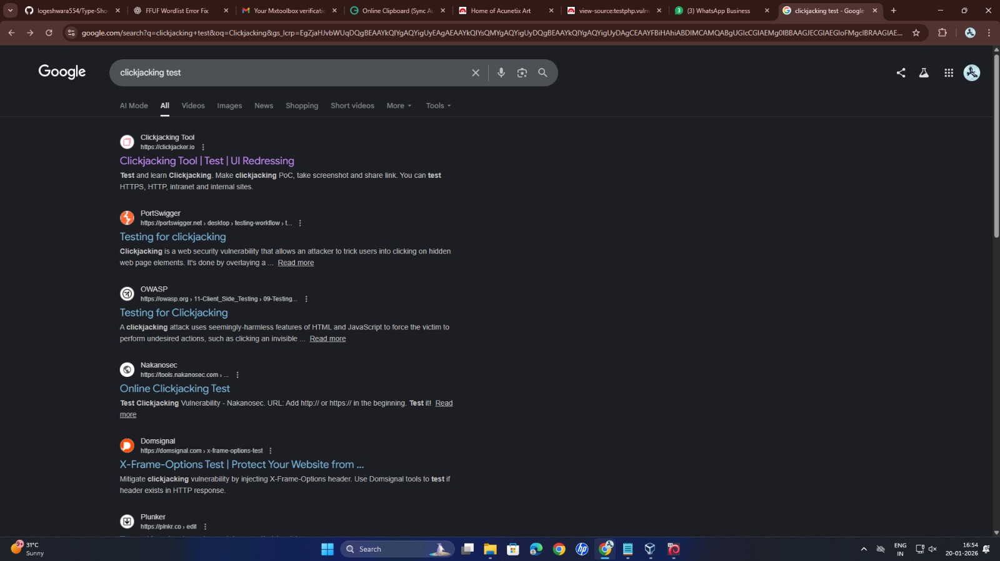 logeshwara554/Type-Sho
FFUF Wordlist Error Fix
Your Mxtoolbox verificatio
Online Clipboard (Sync Au
Home of Acunetix Art
view-source:testphp.vuln
(3) WhatsApp Business
clickjacking test - Google
Google
clickjacking test
AI Mode
All
Videos
Images
News
Shopping
Short videos
More
Tools
Clickjacking Tool
https://clickjacker.io
Clickjacking Tool | Test | UI Redressing
Test and learn Clickjacking. Make clickjacking PoC, take screenshot and share link. You can test
HTTPS, HTTP, intranet and internal sites.
PortSwigger
https://portswigger.net › desktop › testing-workflow › t...
Testing for clickjacking
Clickjacking is a web security vulnerability that allows an attacker to trick users into clicking on hidden
web page elements. It's done by overlaying a ... Read more
OWASP
https://owasp.org › 11-Client_Side_Testing › 09-Testing...
Testing for Clickjacking
A clickjacking attack uses seemingly-harmless features of HTML and JavaScript to force the victim to
perform undesired actions, such as clicking an invisible ... Read more
Nakanosec
https://tools.nakanosec.com › ...
Online Clickjacking Test
Test Clickjacking Vulnerability - Nakanosec. URL: Add http:// or https:// in the beginning. Test it! Read
more
Domsignal
https://domsignal.com › x-frame-options-test
X-Frame-Options Test | Protect Your Website from ...
Mitigate clickjacking vulnerability by injecting X-Frame-Options header. Use Domsignal tools to test if
header exists in HTTP response.
Plunker
https://plnkr.co › edit
9+
31°C
Sunny
Search
ENG
IN
16:54
20-01-2026